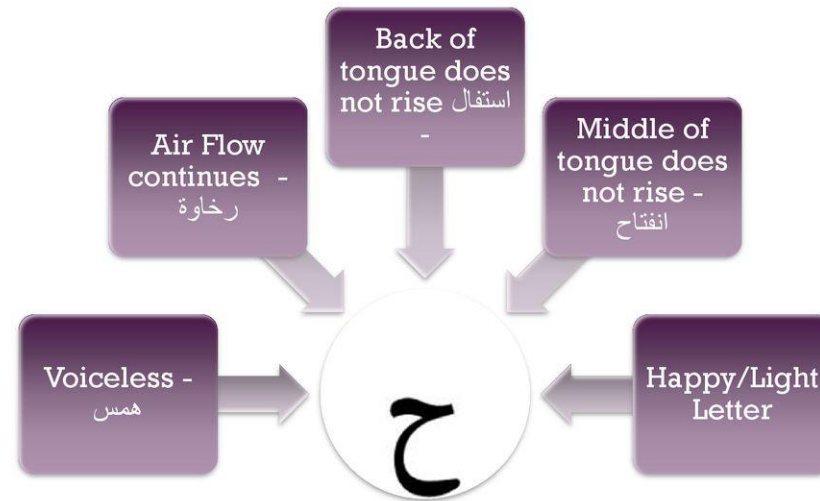 Back of
tongue does
not rise استفال
-
Air Flow
continues -
رخاوة
Middle of
tongue does
not rise -
انفتاح
Voiceless -
همس
Happy/Light
Letter
ح